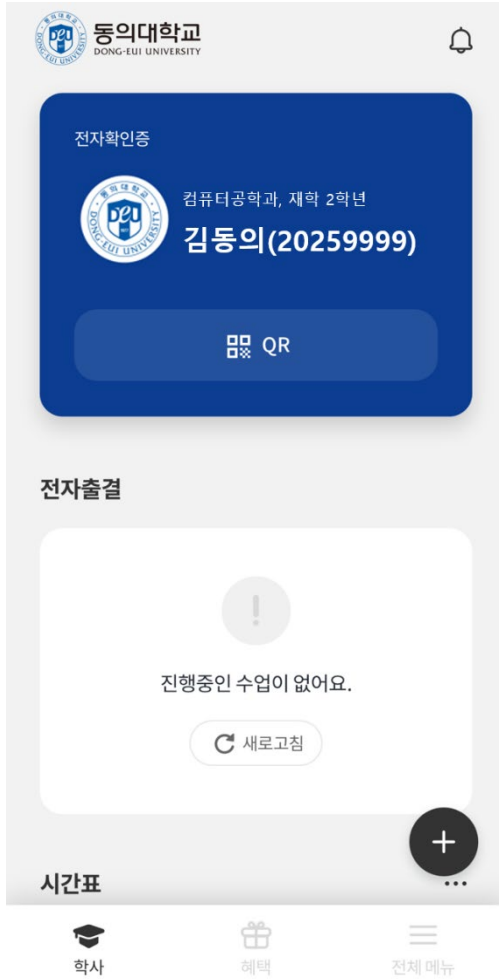 동의대학교
DONG-EUI UNIVERSITY
전자확인증
컴퓨터공학과, 재학 2학년
김동의(20259999)
QR
전자출결
진행중인 수업이 없어요.
새로고침
시간표
학사
혜택
전체 메뉴